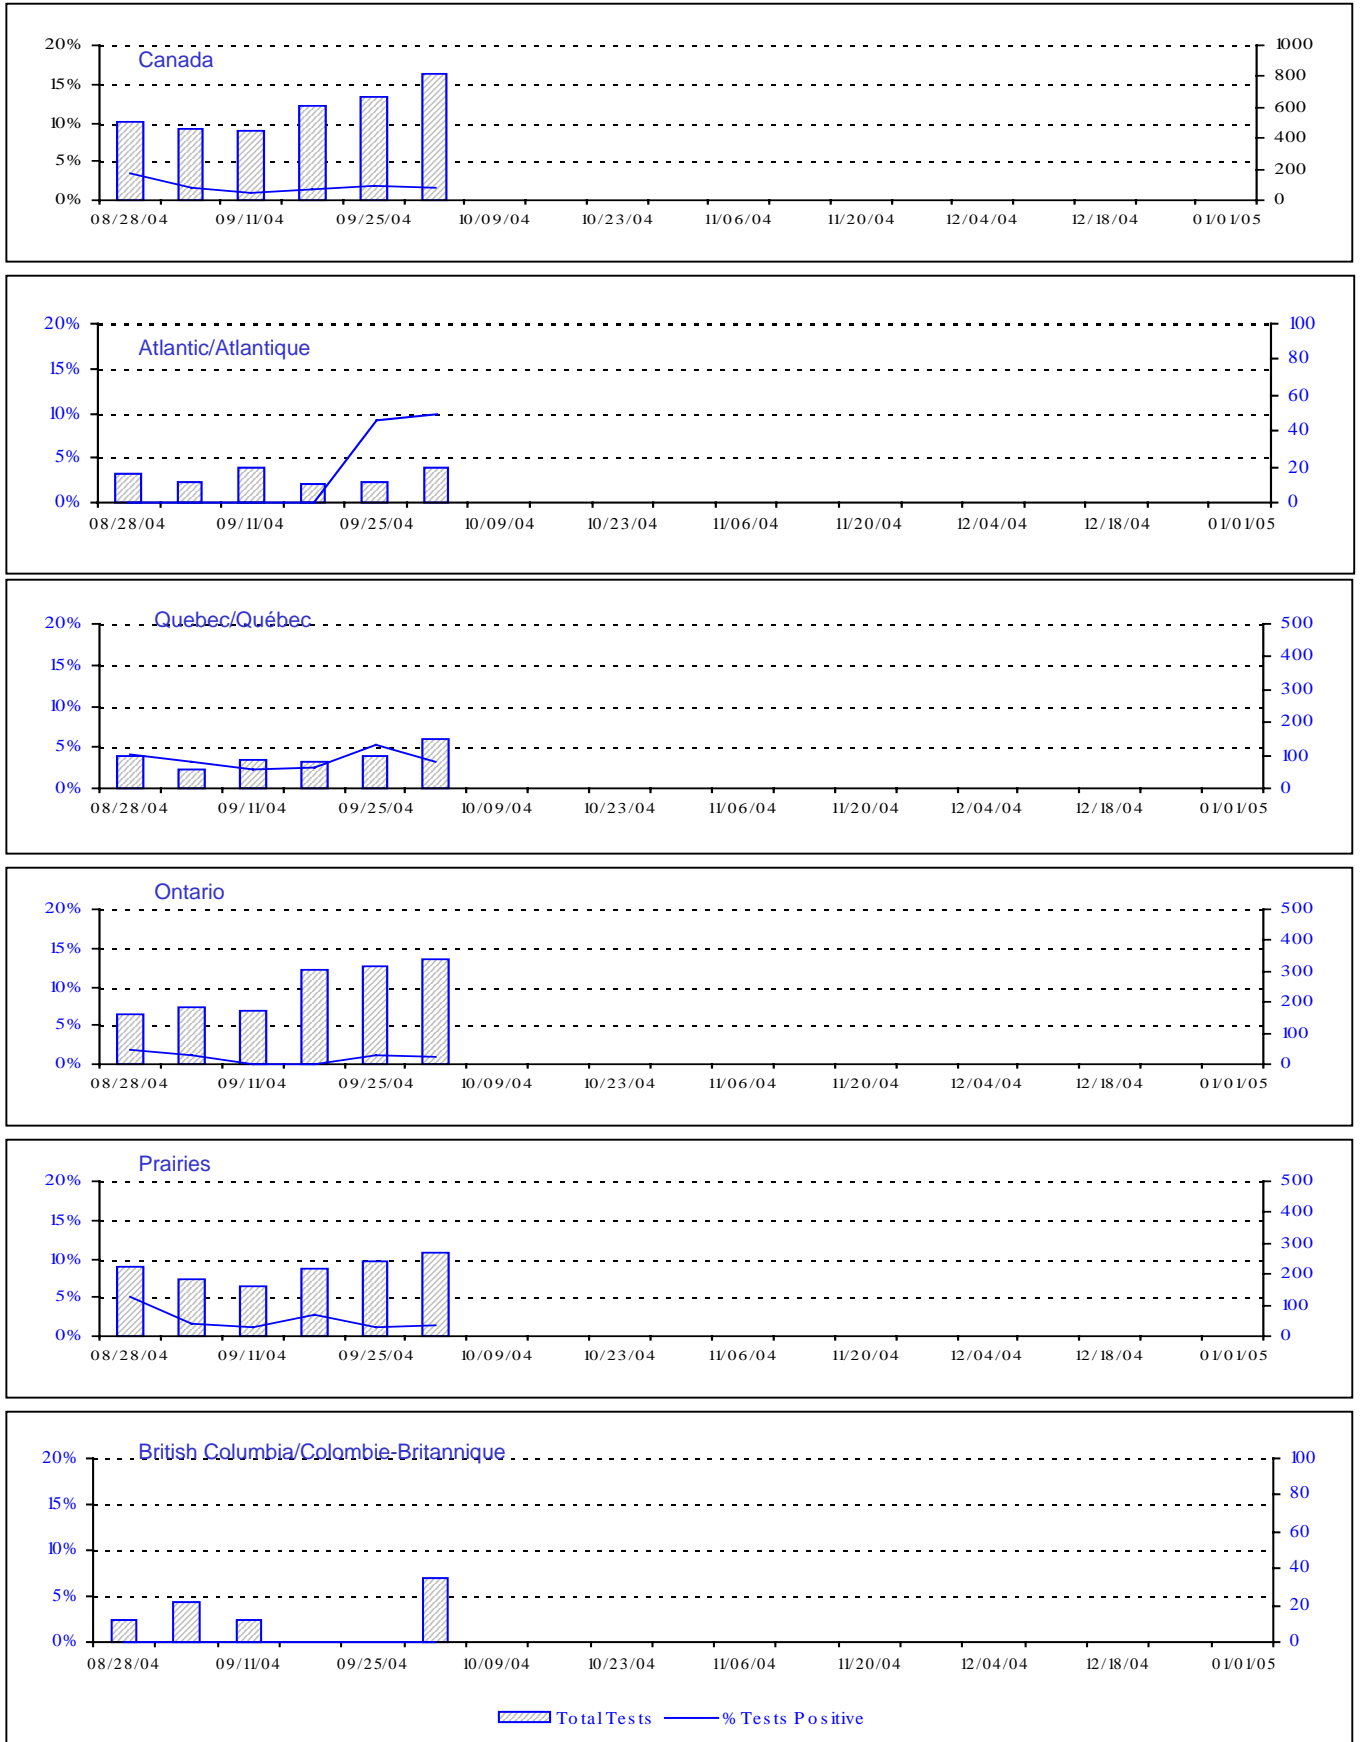 Canada
20% 1000
15% 800
10% 600
5% 400
0% 200
0
08/28/04 09/11/04 09/25/04 10/09/04 10/23/04 11/06/04 11/20/04 12/04/04 12/18/04 01/01/05
Atlantic/Atlantique
20% 100
15% 80
10% 60
5% 40
0% 20
0
08/28/04 09/11/04 09/25/04 10/09/04 10/23/04 11/06/04 11/20/04 12/04/04 12/18/04 01/01/05
Quebec/Québec
20% 500
15% 400
10% 300
5% 200
0% 100
0
08/28/04 09/11/04 09/25/04 10/09/04 10/23/04 11/06/04 11/20/04 12/04/04 12/18/04 01/01/05
Ontario
20% 500
15% 400
10% 300
5% 200
0% 100
0
08/28/04 09/11/04 09/25/04 10/09/04 10/23/04 11/06/04 11/20/04 12/04/04 12/18/04 01/01/05
Prairies
20% 500
15% 400
10% 300
5% 200
0% 100
0
08/28/04 09/11/04 09/25/04 10/09/04 10/23/04 11/06/04 11/20/04 12/04/04 12/18/04 01/01/05
British Columbia/Colombie-Britannique
20% 100
15% 80
10% 60
5% 40
0% 20
0
08/28/04 09/11/04 09/25/04 10/09/04 10/23/04 11/06/04 11/20/04 12/04/04 12/18/04 01/01/05
Total Tests % Tests Positive